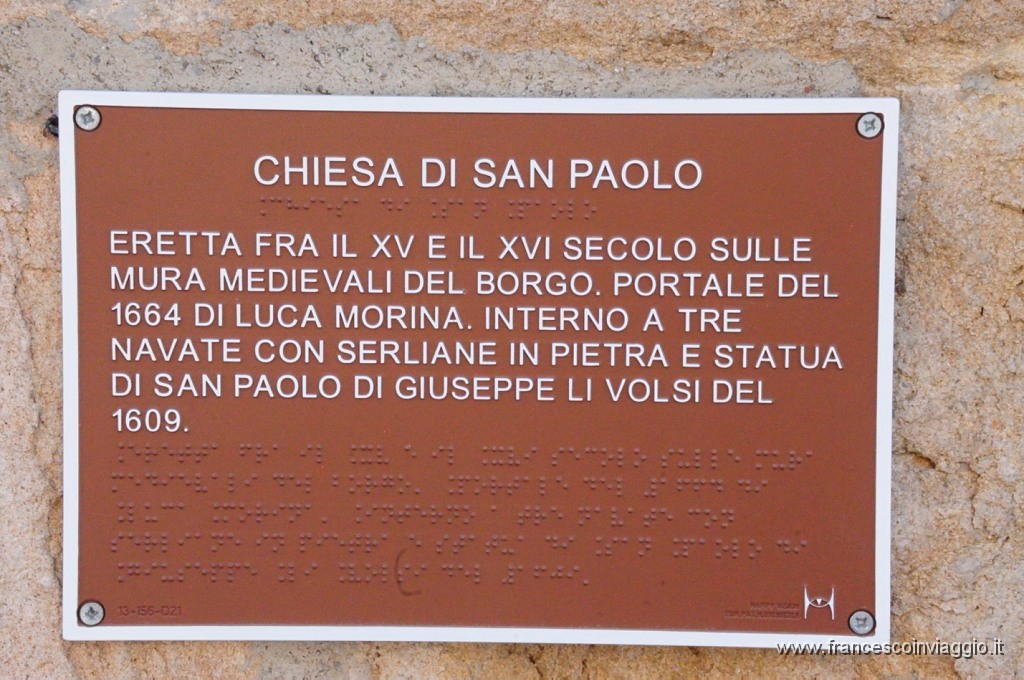 CHIESA DI SAN PAOLO
ERETTA FRA IL XV E IL XVI SECOLO SULLE
MURA MEDIEVALI DEL BORGO. PORTALE DEL
1664 DI LUCA MORINA. INTERNO A TRE
NAVATE CON SERLIANE IN PIETRA E STATUA
DI SAN PAOLO DI GIUSEPPE LI VOLSI DEL
1609.
13-156-D21
www.francescoinviaggio.it